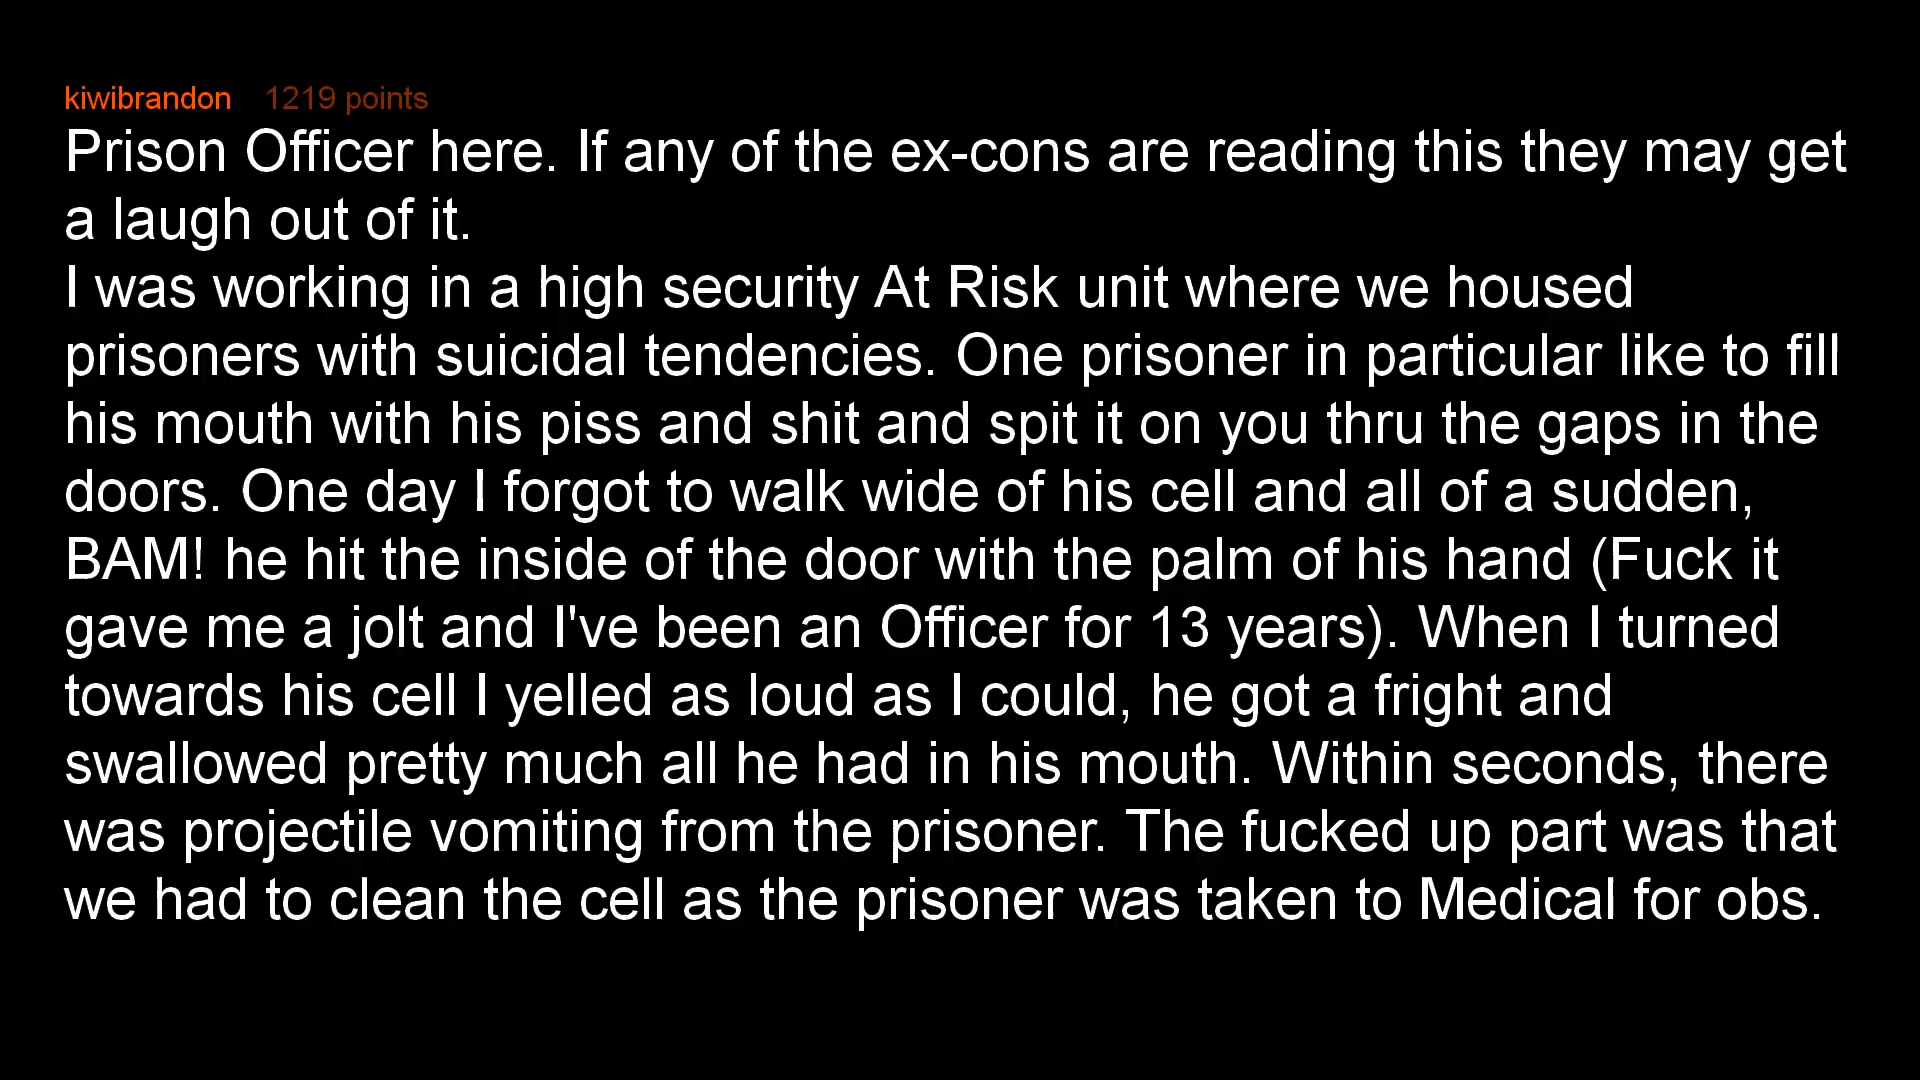 kiwibrandon 1219 points
Prison Officer here. If any of the ex-cons are reading this they may get
a laugh out of it.
I was working in a high security At Risk unit where we housed
prisoners with suicidal tendencies. One prisoner in particular like to fill
his mouth with his piss and shit and spit it on you thru the gaps in the
doors. One day I forgot to walk wide of his cell and all of a sudden,
BAM! he hit the inside of the door with the palm of his hand (Fuck it
gave me a jolt and I've been an Officer for 13 years). When I turned
towards his cell I yelled as loud as I could, he got a fright and
swallowed pretty much all he had in his mouth. Within seconds, there
was projectile vomiting from the prisoner. The fucked up part was that
we had to clean the cell as the prisoner was taken to Medical for obs.